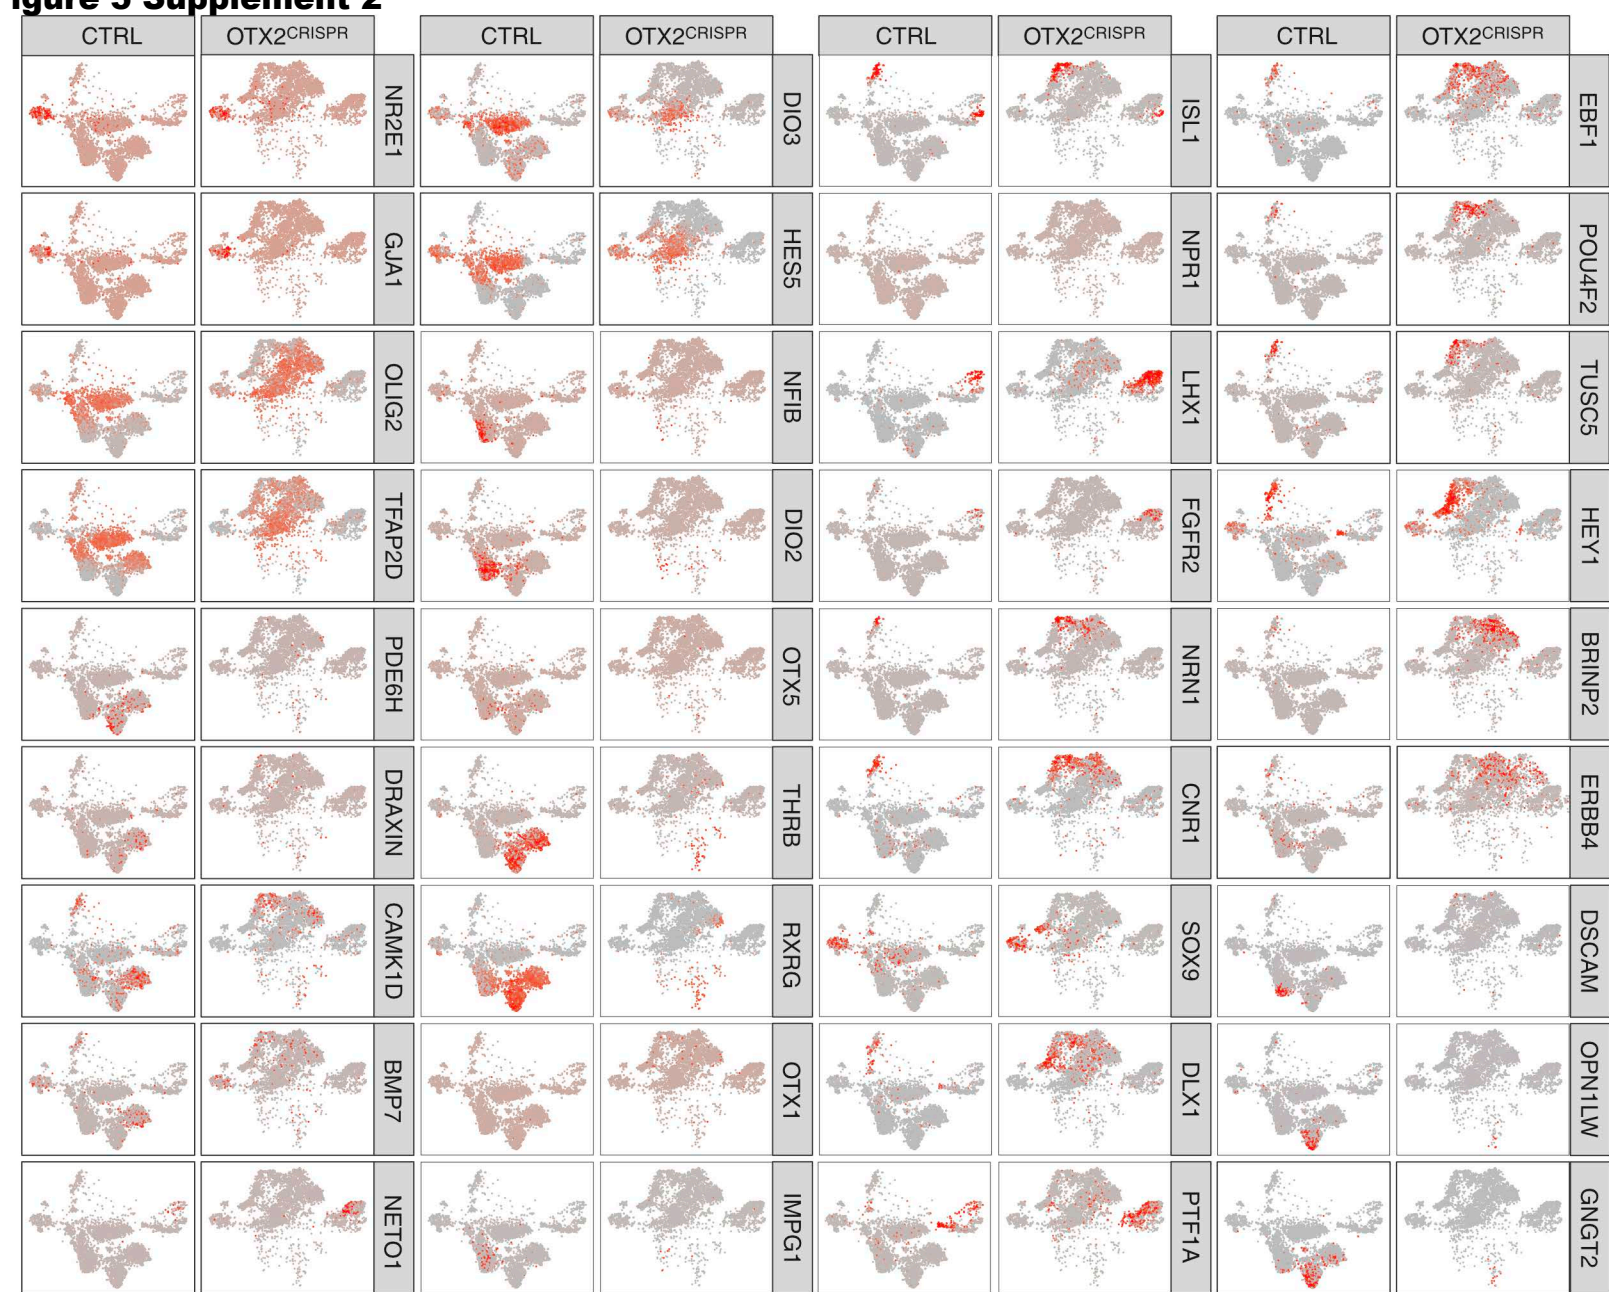 igure 5 Supplement 2
CTRL OTX2CRISPR CTRL OTX2CRISPR CTRL OTX2CRISPR CTRL OTX2CRISPR
NR2E1 DIO3 ISL1 EBF1
GJA1 HES5 NPR1 POU4F2
OLIG2 NFIB LHX1 TUSC5
TFAP2D DIO2 FGFR2 HEY1
PDE6H OTX5 NRN1 BRINP2
DRAXIN THRB CNR1 ERBB4
CAMK1D RXRG SOX9 DSCAM
BMP7 OTX1 DLX1 OPN1LW
NETO1 IMPG1 PTF1A GNGT2